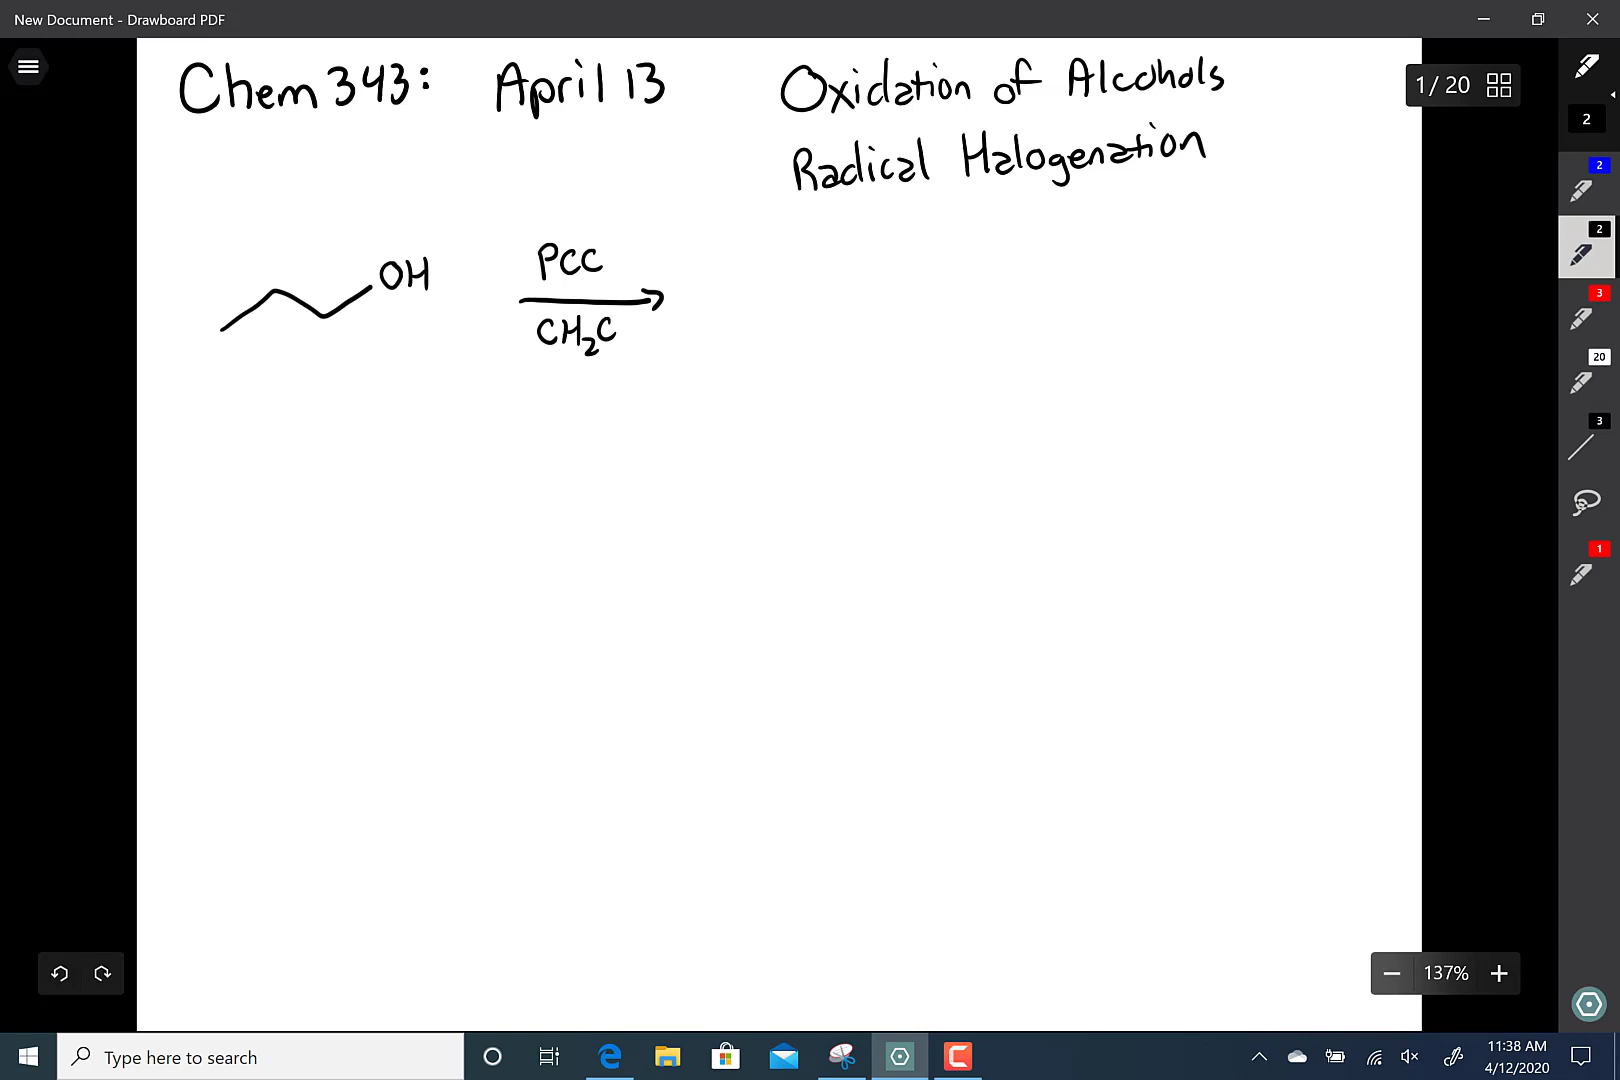 New Document - Drawboard PDF
Chem 343: April 13 Oxidation of Alcohols
Radical Halogenation
1/ 20
2
2
2
3
20
3
1
OH
PCC
CH₂C
137%
Type here to search
11:38 AM
4/12/2020